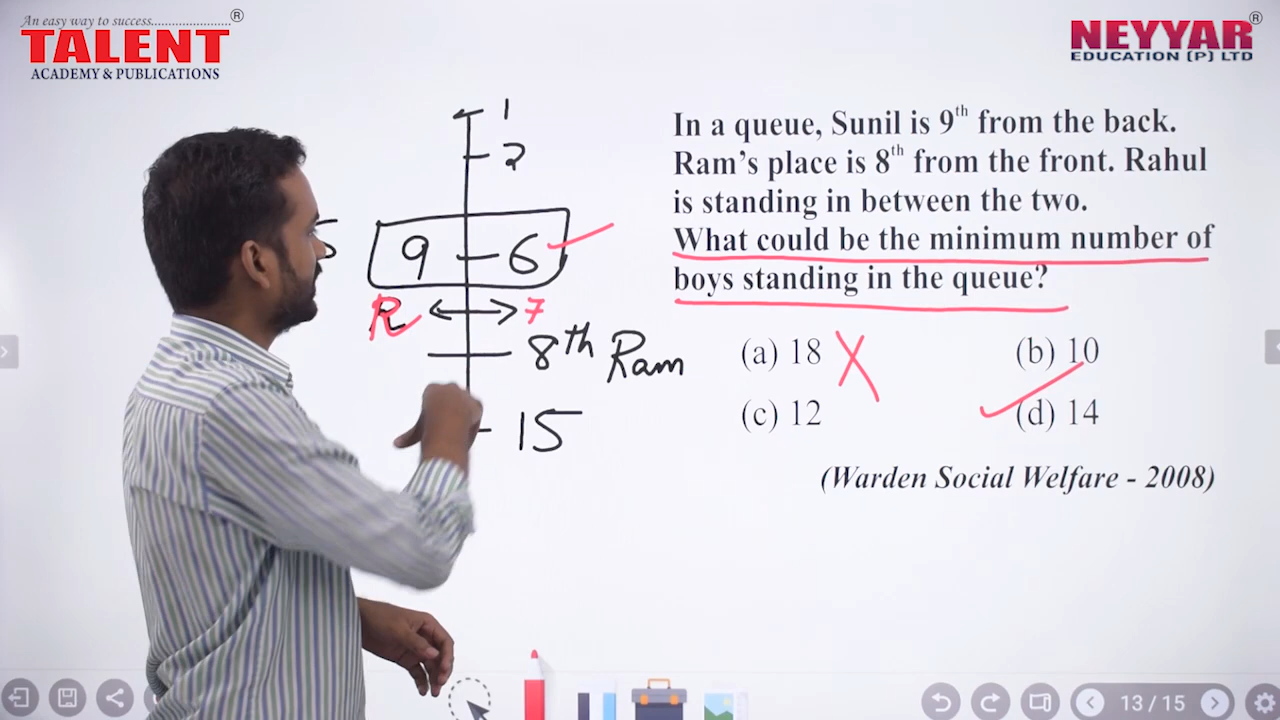 An easy way to success........................®
TALENT
ACADEMY & PUBLICATIONS
NEYYAR®
EDUCATION (P) LTD
1
2
5
9
6
R
7
8th Ram
15
In a queue, Sunil is 9th from the back.
Ram's place is 8th from the front. Rahul
is standing in between the two.
What could be the minimum number of
boys standing in the queue?
(a) 18 (b) 10
(c) 12 (d) 14
(Warden Social Welfare - 2008)
13 / 15